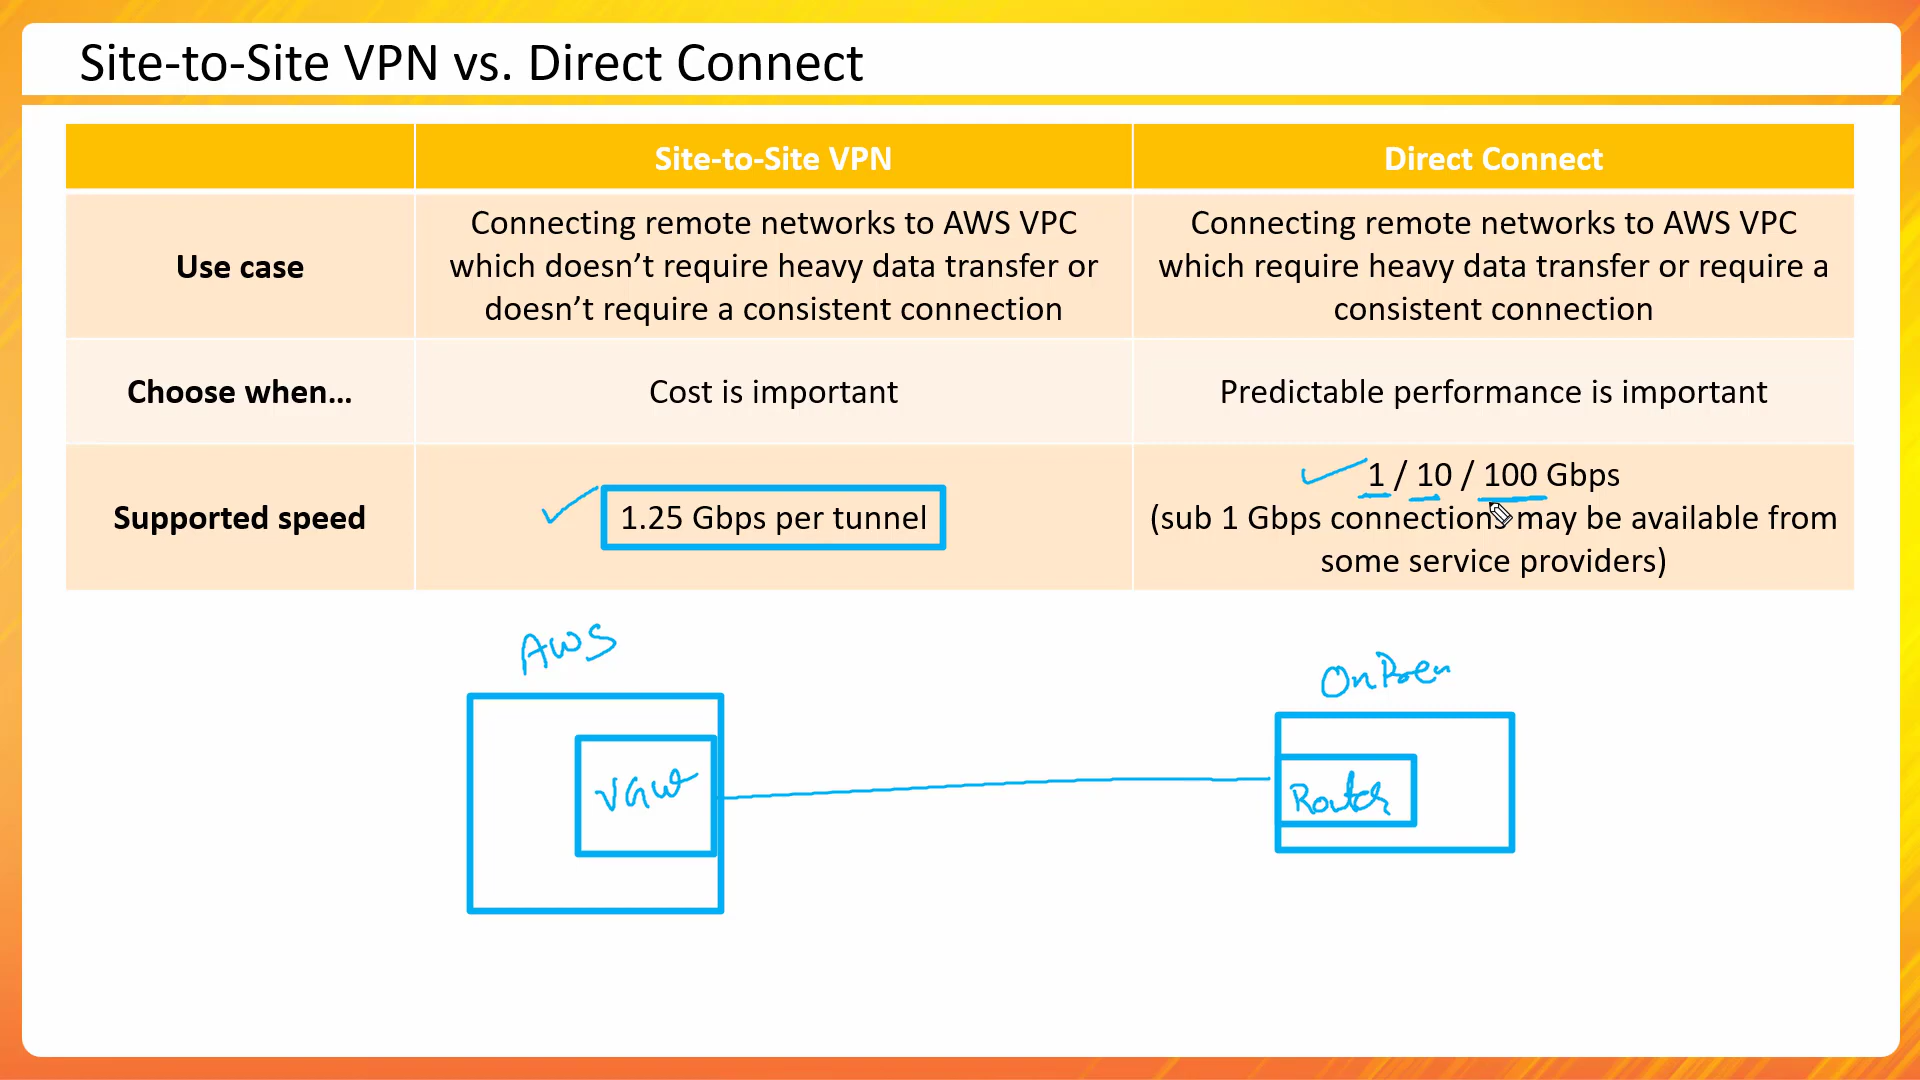 Site-to-Site VPN vs. Direct Connect
Site-to-Site VPN
Direct Connect
Use case
Connecting remote networks to AWS VPC
which doesn’t require heavy data transfer or
doesn’t require a consistent connection
Connecting remote networks to AWS VPC
which require heavy data transfer or require a
consistent connection
Choose when…
Cost is important
Predictable performance is important
Supported speed
1.25 Gbps per tunnel
1 / 10 / 100 Gbps
(sub 1 Gbps connections may be available from
some service providers)
AWS
OnPrem
VGW
Router